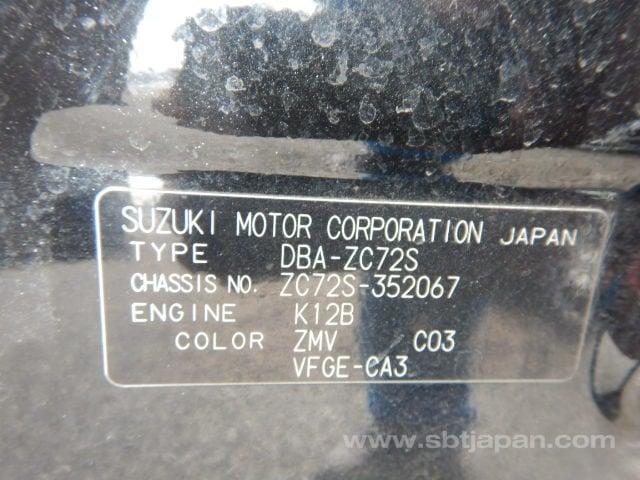 SUZUKI MOTOR CORPORATION JAPAN
TYPE DBA-ZC72S
CHASSIS NO. ZC72S-352067
ENGINE K12B
COLOR ZMV C03
VFGE-CA3
www.sbtjapan.com